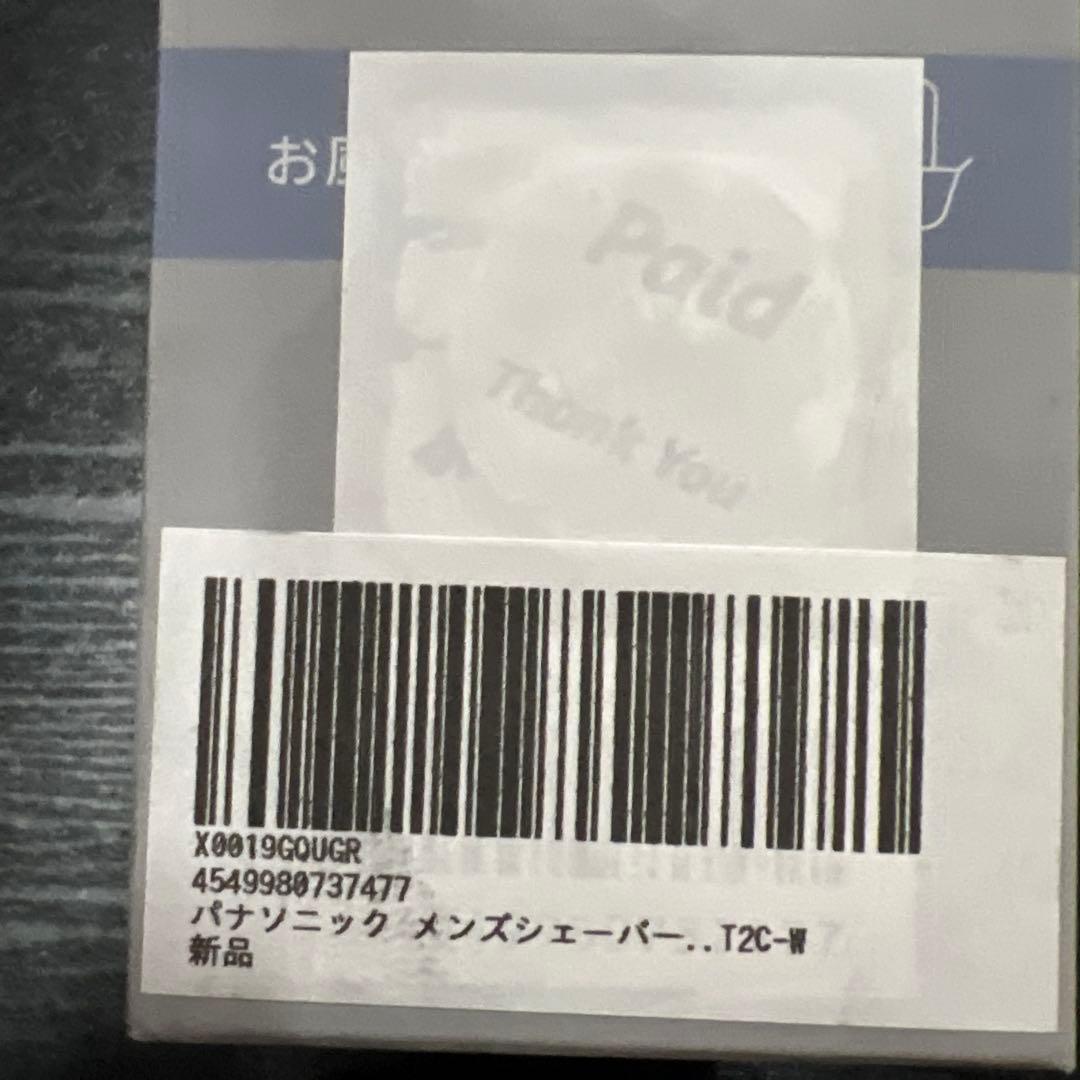 お風
Paid
Thank You
X0019GQUGR
4549980737477
パナソニック メンズシェーバー..T2C-W
新品